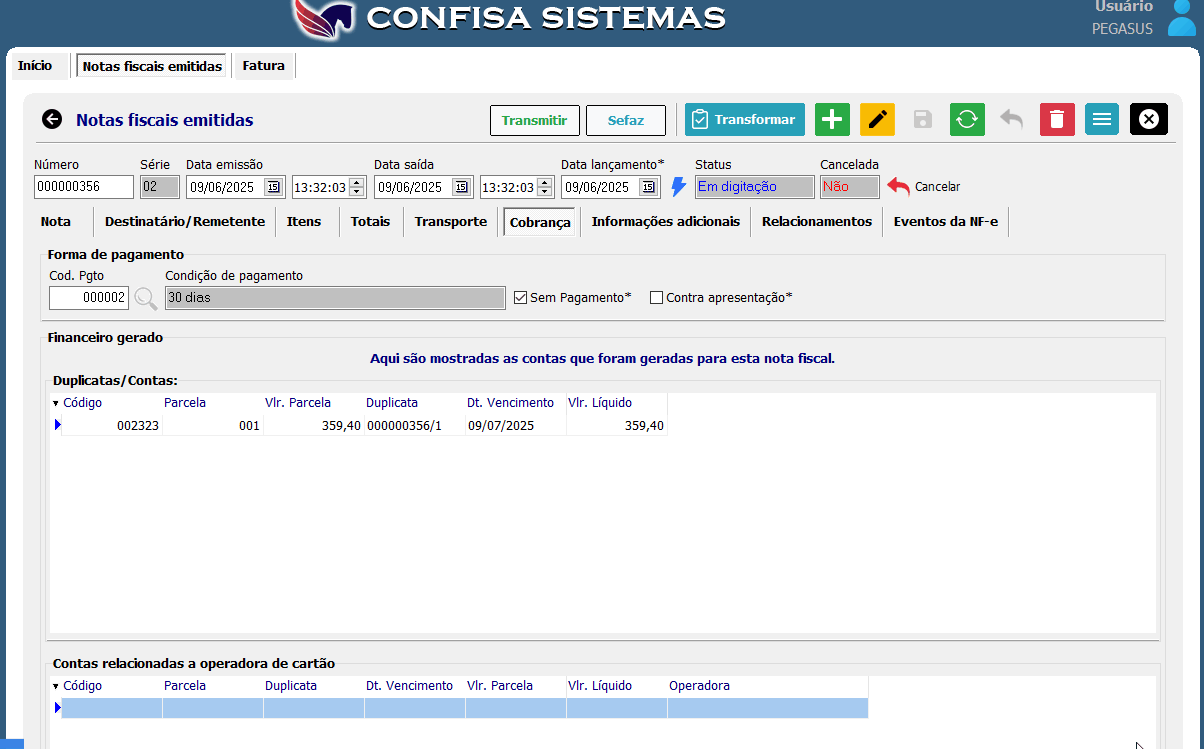 CONFISA SISTEMAS
Usuário
PEGASUS
Início Notas fiscais emitidas Fatura
Notas fiscais emitidas Transmitir Sefaz Transformar
Número Série Data emissão Data saída Data lançamento* Status Cancelada
000000356 02 09/06/2025 15 13:32:03 09/06/2025 15 13:32:03 09/06/2025 15 Em digitação Não Cancelar
Nota Destinatário/Remetente Itens Totais Transporte Cobrança Informações adicionais Relacionamentos Eventos da NF-e
Forma de pagamento
Cod. Pgto Condição de pagamento
000002 30 dias Sem Pagamento* Contra apresentação*
Financeiro gerado
Aqui são mostradas as contas que foram geradas para esta nota fiscal.
Duplicatas/Contas:
Código Parcela Vlr. Parcela Duplicata Dt. Vencimento Vlr. Líquido
002323 001 359,40 000000356/1 09/07/2025 359,40
Contas relacionadas a operadora de cartão
Código Parcela Duplicata Dt. Vencimento Vlr. Parcela Vlr. Líquido Operadora